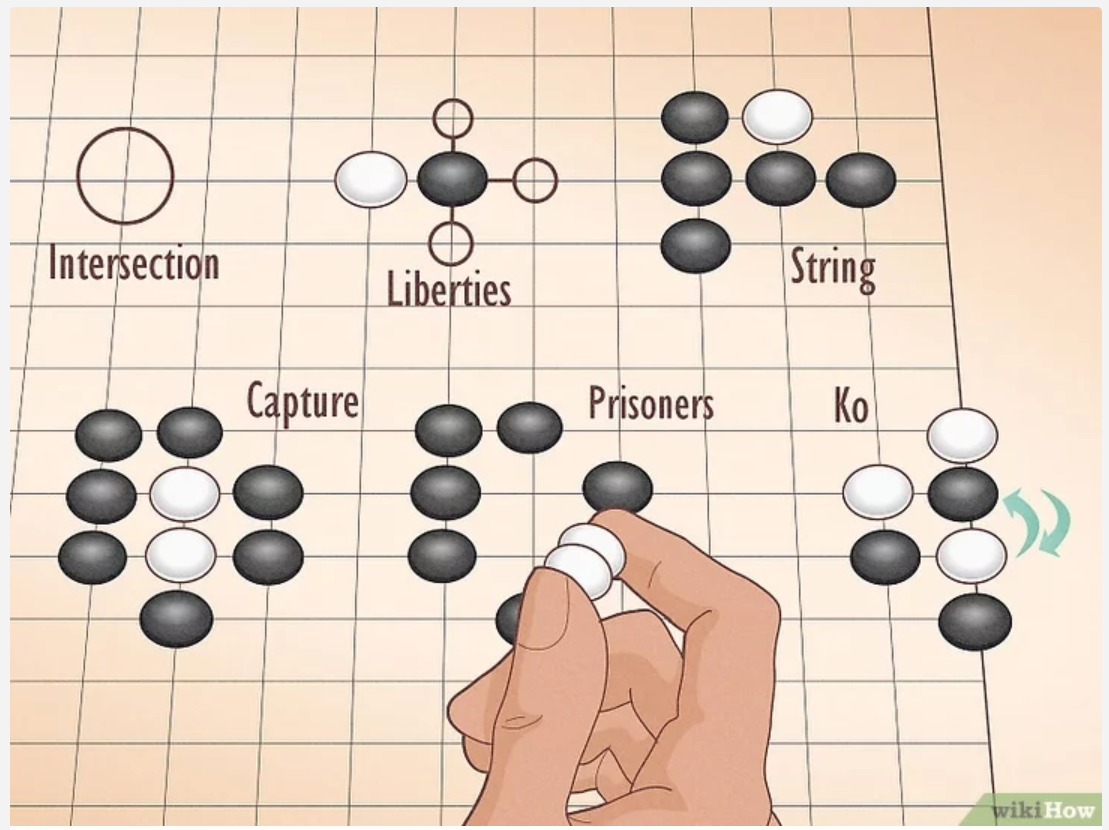 Intersection
Liberties
String
Capture
Prisoners
Ko
wikiHow